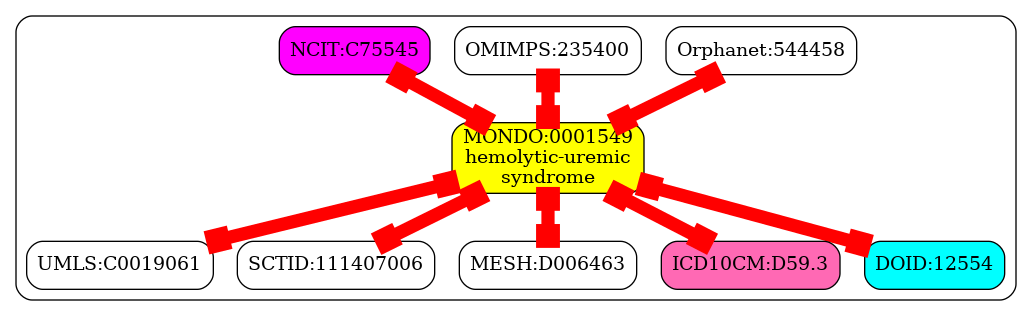 NCIT:C75545
OMIMPS:235400
Orphanet:544458
MONDO:0001549
hemolytic-uremic
syndrome
UMLS:C0019061
SCTID:111407006
MESH:D006463
ICD10CM:D59.3
DOID:12554